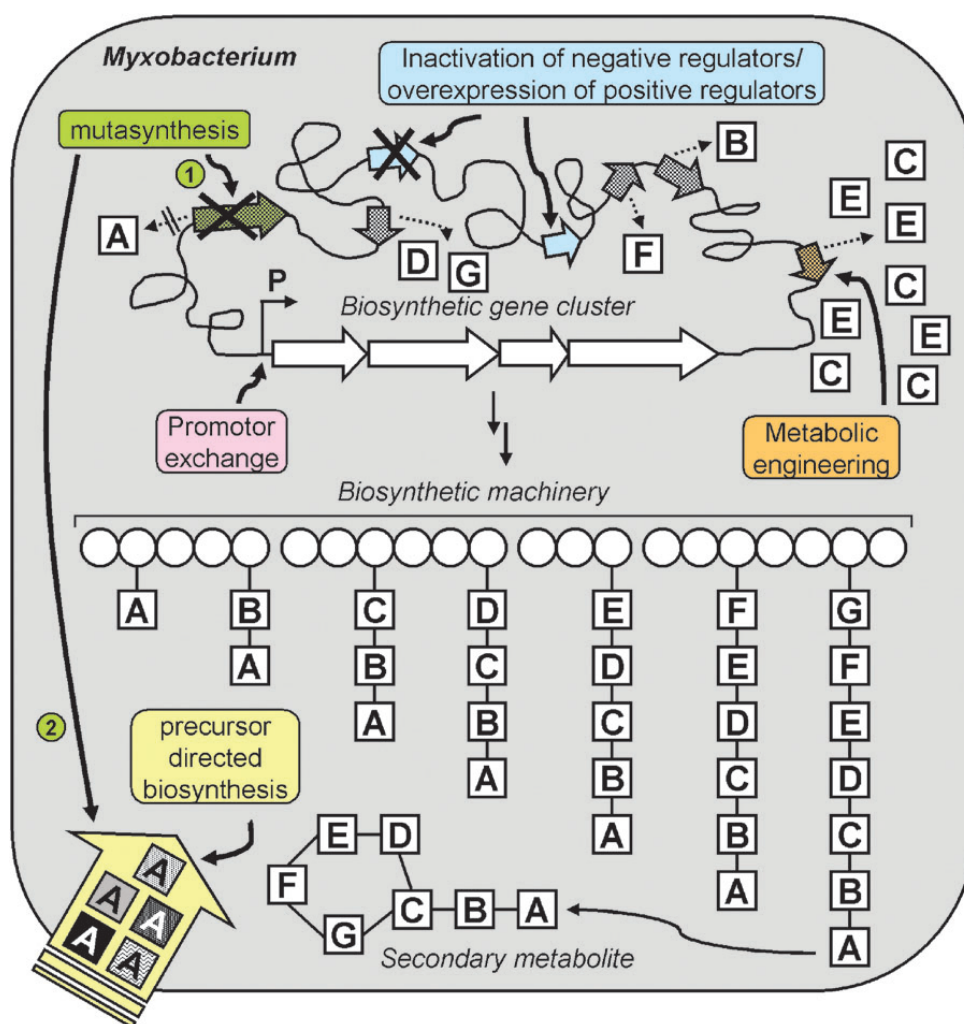 Myxobacterium
Inactivation of negative regulators/
overexpression of positive regulators
mutasynthesis
1
A
D
G
B
F
C
E
E
C
E
E
C
C
P
Biosynthetic gene cluster
Promotor
exchange
Metabolic
engineering
Biosynthetic machinery
A B C D E F G
A B C D E F
A B C D E
A B C D
A B C
A B
A
2
precursor
directed
biosynthesis
E D
F
G C B A
A
A
A
A
A
Secondary metabolite